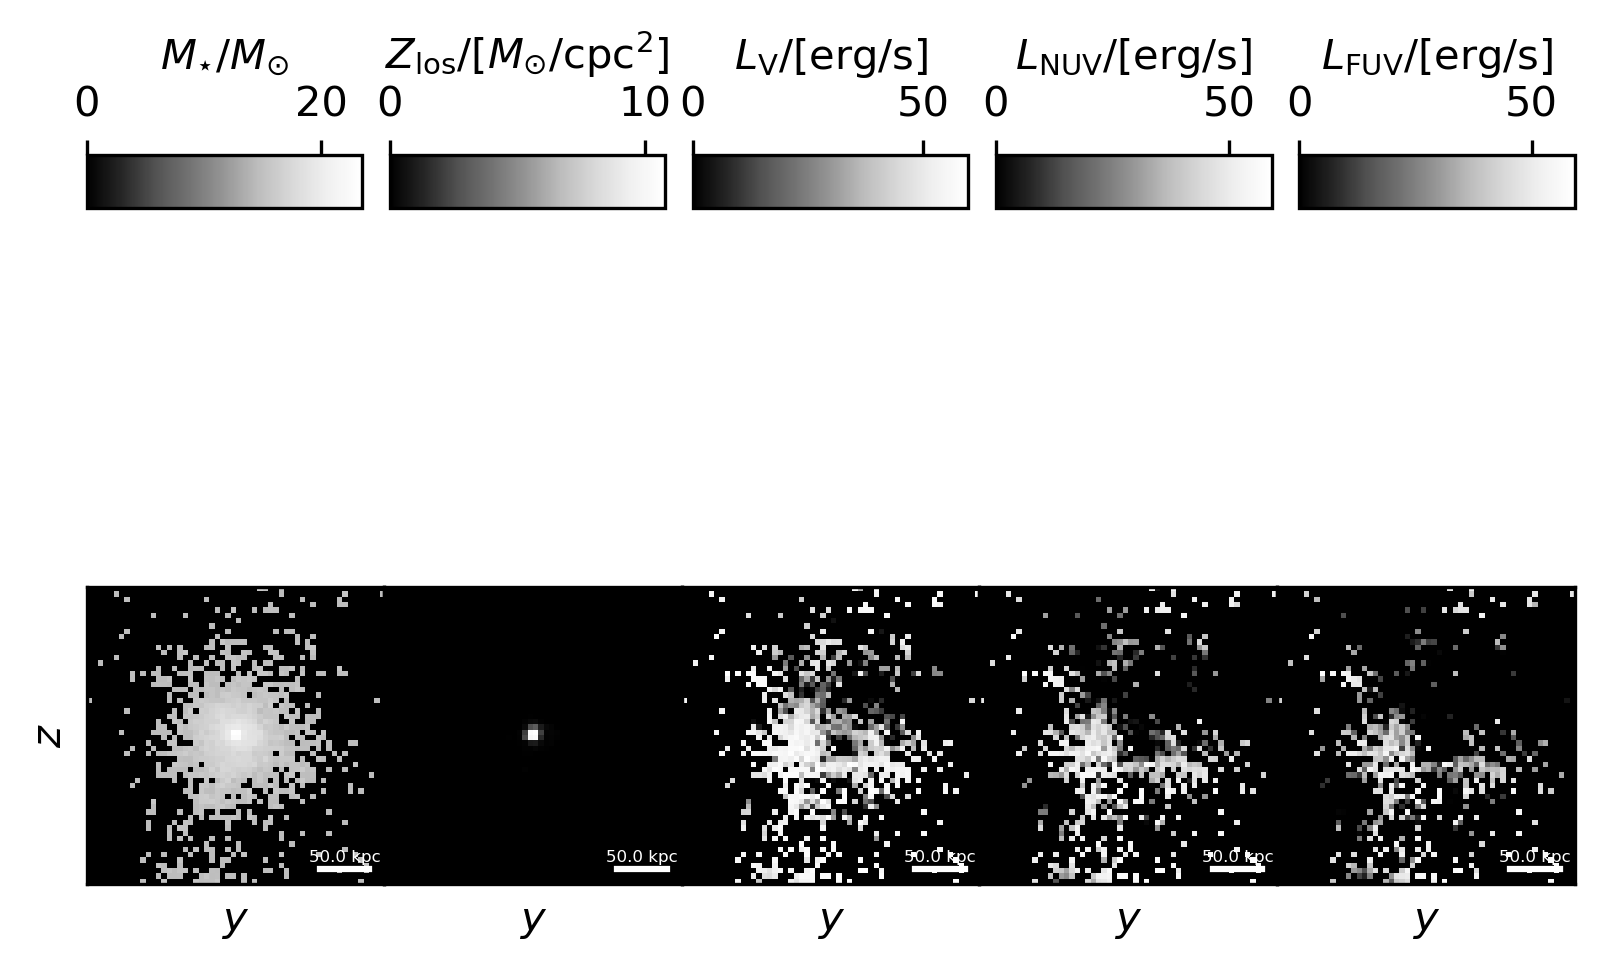 M⋆/M⊙ Z_los/[M⊙/cpc²] L_V/[erg/s] L_NUV/[erg/s] L_FUV/[erg/s]
0 20 0 10 0 50 0 50 0 50
z
50.0 kpc 50.0 kpc 50.0 kpc 50.0 kpc 50.0 kpc
y y y y y